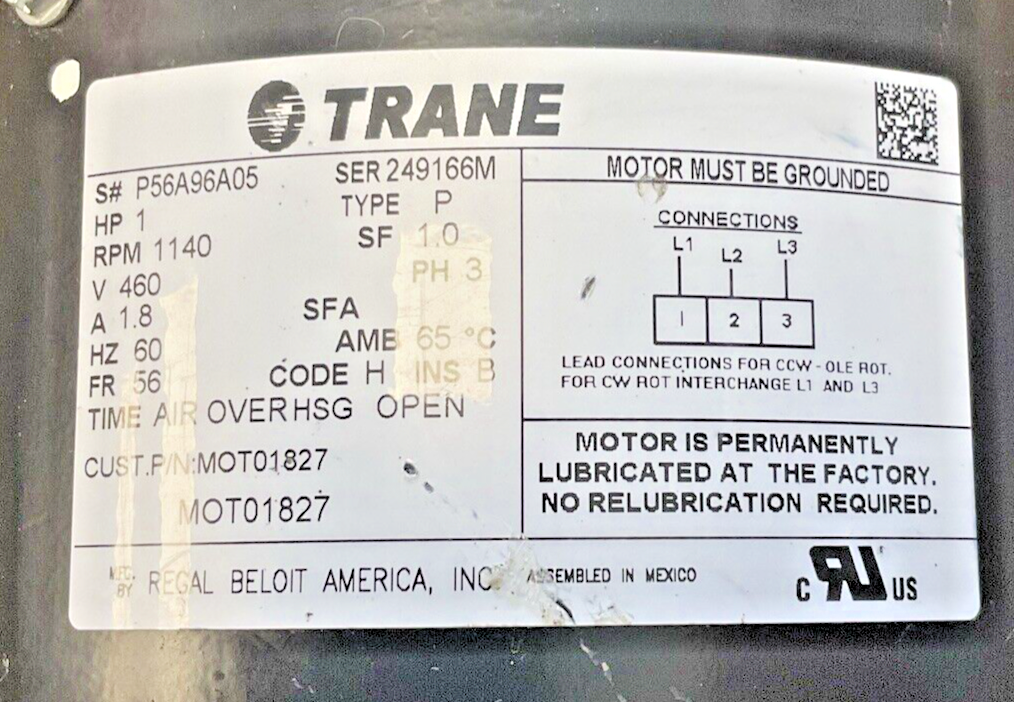 TRANE
S# P56A96A05 SER 249166M
HP 1 TYPE P
RPM 1140 SF 1.0
V 460 PH 3
A 1.8 SFA
HZ 60 AMB 65 °C
FR 56 CODE H INS B
TIME AIR OVER HSG OPEN
CUST.P/N:MOT01827
MOT01827
MOTOR MUST BE GROUNDED
CONNECTIONS
L1 L2 L3
1 2 3
LEAD CONNECTIONS FOR CCW-OLE ROT.
FOR CW ROT INTERCHANGE L1 AND L3
MOTOR IS PERMANENTLY
LUBRICATED AT THE FACTORY.
NO RELUBRICATION REQUIRED.
MFG. BY REGAL BELOIT AMERICA, INC ASSEMBLED IN MEXICO
C RU US